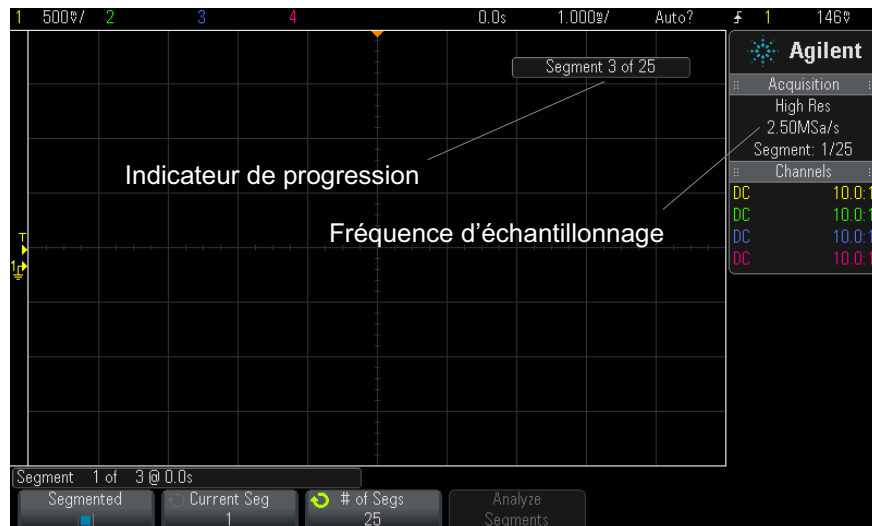 1 500mV/ 2 3 4 0.0s 1.000s/ Auto? 1 146mV
Agilent
Segment 3 of 25
Acquisition
High Res
2.50MSa/s
Segment: 1/25
Channels
DC 10.0:1
DC 10.0:1
DC 10.0:1
DC 10.0:1
Indicateur de progression
Fréquence d'échantillonnage
T
1
Segment 1 of 3 @ 0.0s
Segmented
Current Seg
1
# of Segs
25
Analyze
Segments